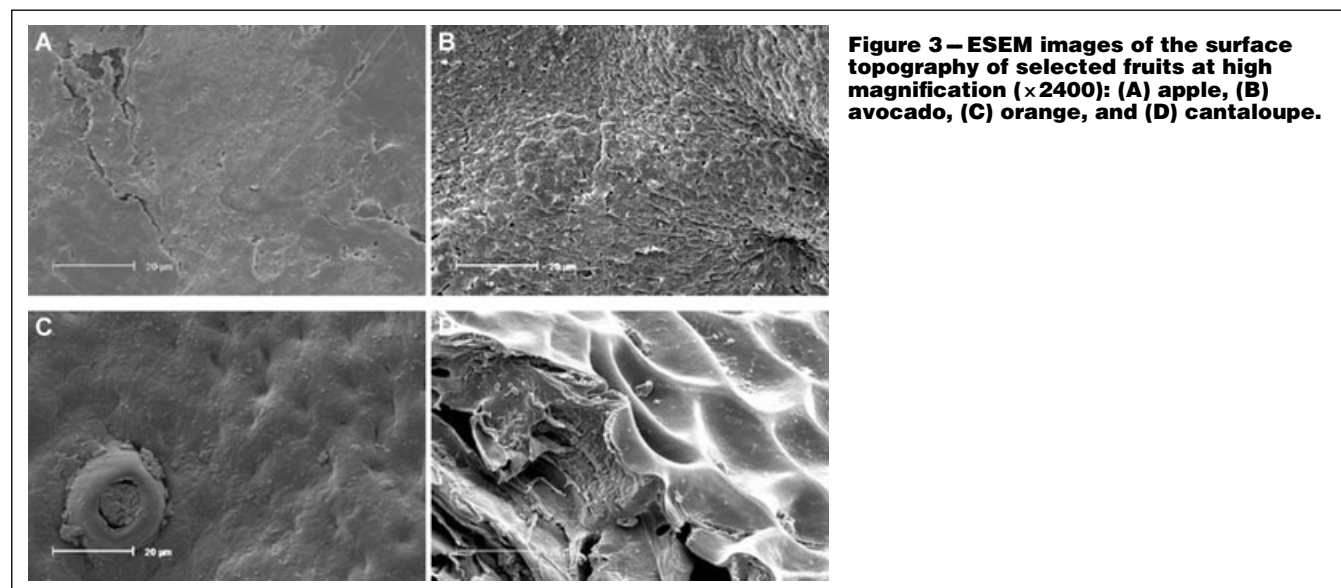 A
B
Figure 3—ESEM images of the surface
topography of selected fruits at high
magnification (×2400): (A) apple, (B)
avocado, (C) orange, and (D) cantaloupe.
20 µm
20 µm
C
D
20 µm